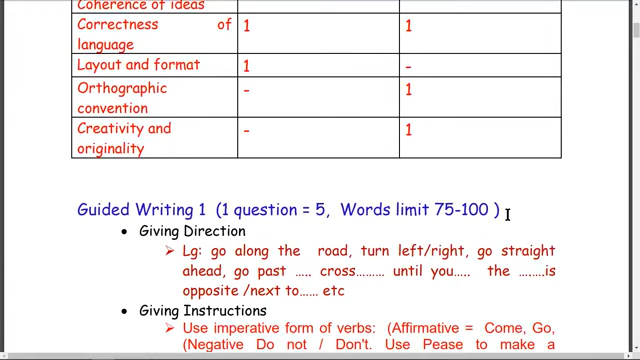 Coherence of ideas
Correctness of 1 1
language
Layout and format 1 -
Orthographic - 1
convention
Creativity and - 1
originality
Guided Writing 1 (1 question = 5, Words limit 75-100 )
• Giving Direction
➢ Lg: go along the road, turn left/right, go straight
ahead, go past ….. cross……… until you….. the ……..is
opposite /next to…… etc
• Giving Instructions
➢ Use imperative form of verbs: (Affirmative = Come, Go,
(Negative Do not / Don't. Use Pease to make a